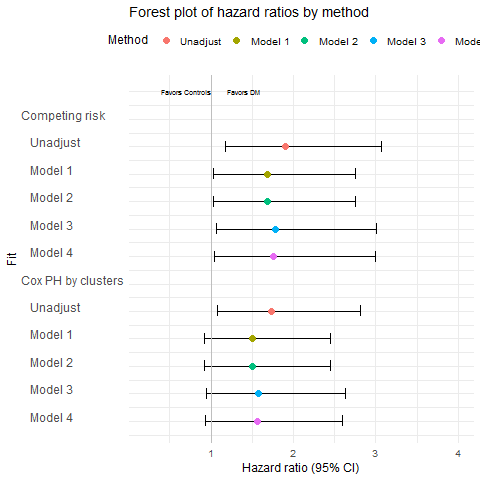 Forest plot of hazard ratios by method
Method Unadjust Model 1 Model 2 Model 3
Favors Controls Favors DM
Competing risk
Unadjust
Model 1
Model 2
Model 3
Model 4
Fit
Cox PH by clusters
Unadjust
Model 1
Model 2
Model 3
Model 4
1 2 3 4
Hazard ratio (95% CI)